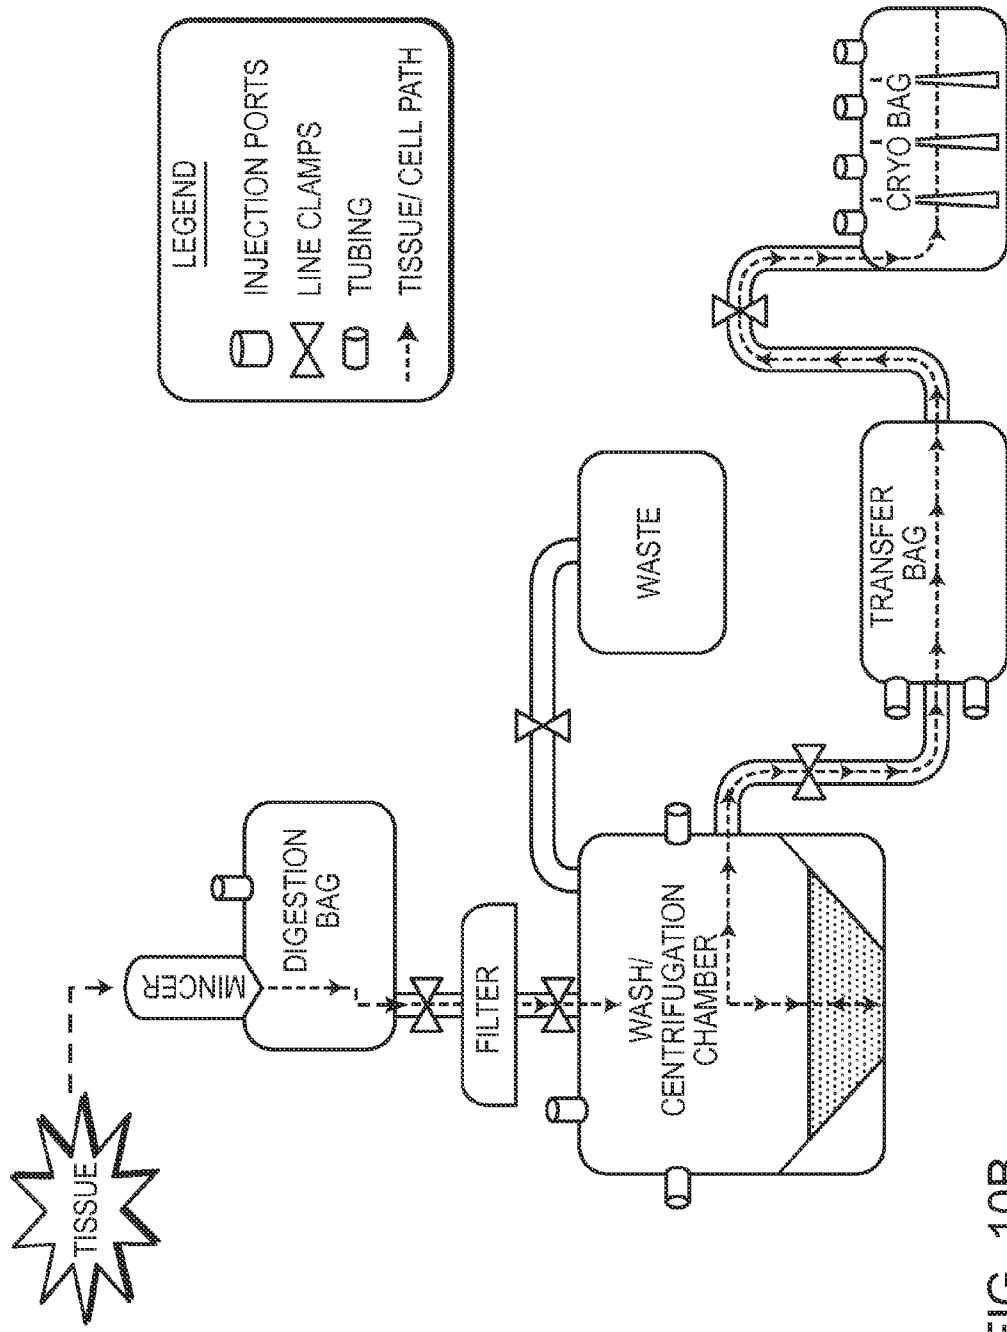 TISSUE
MINCER
DIGESTION
BAG
FILTER
WASH/
CENTRIFUGATION
CHAMBER
WASTE
TRANSFER
BAG
CRYO BAG
LEGEND
INJECTION PORTS
LINE CLAMPS
TUBING
TISSUE/ CELL PATH
FIG. 10B